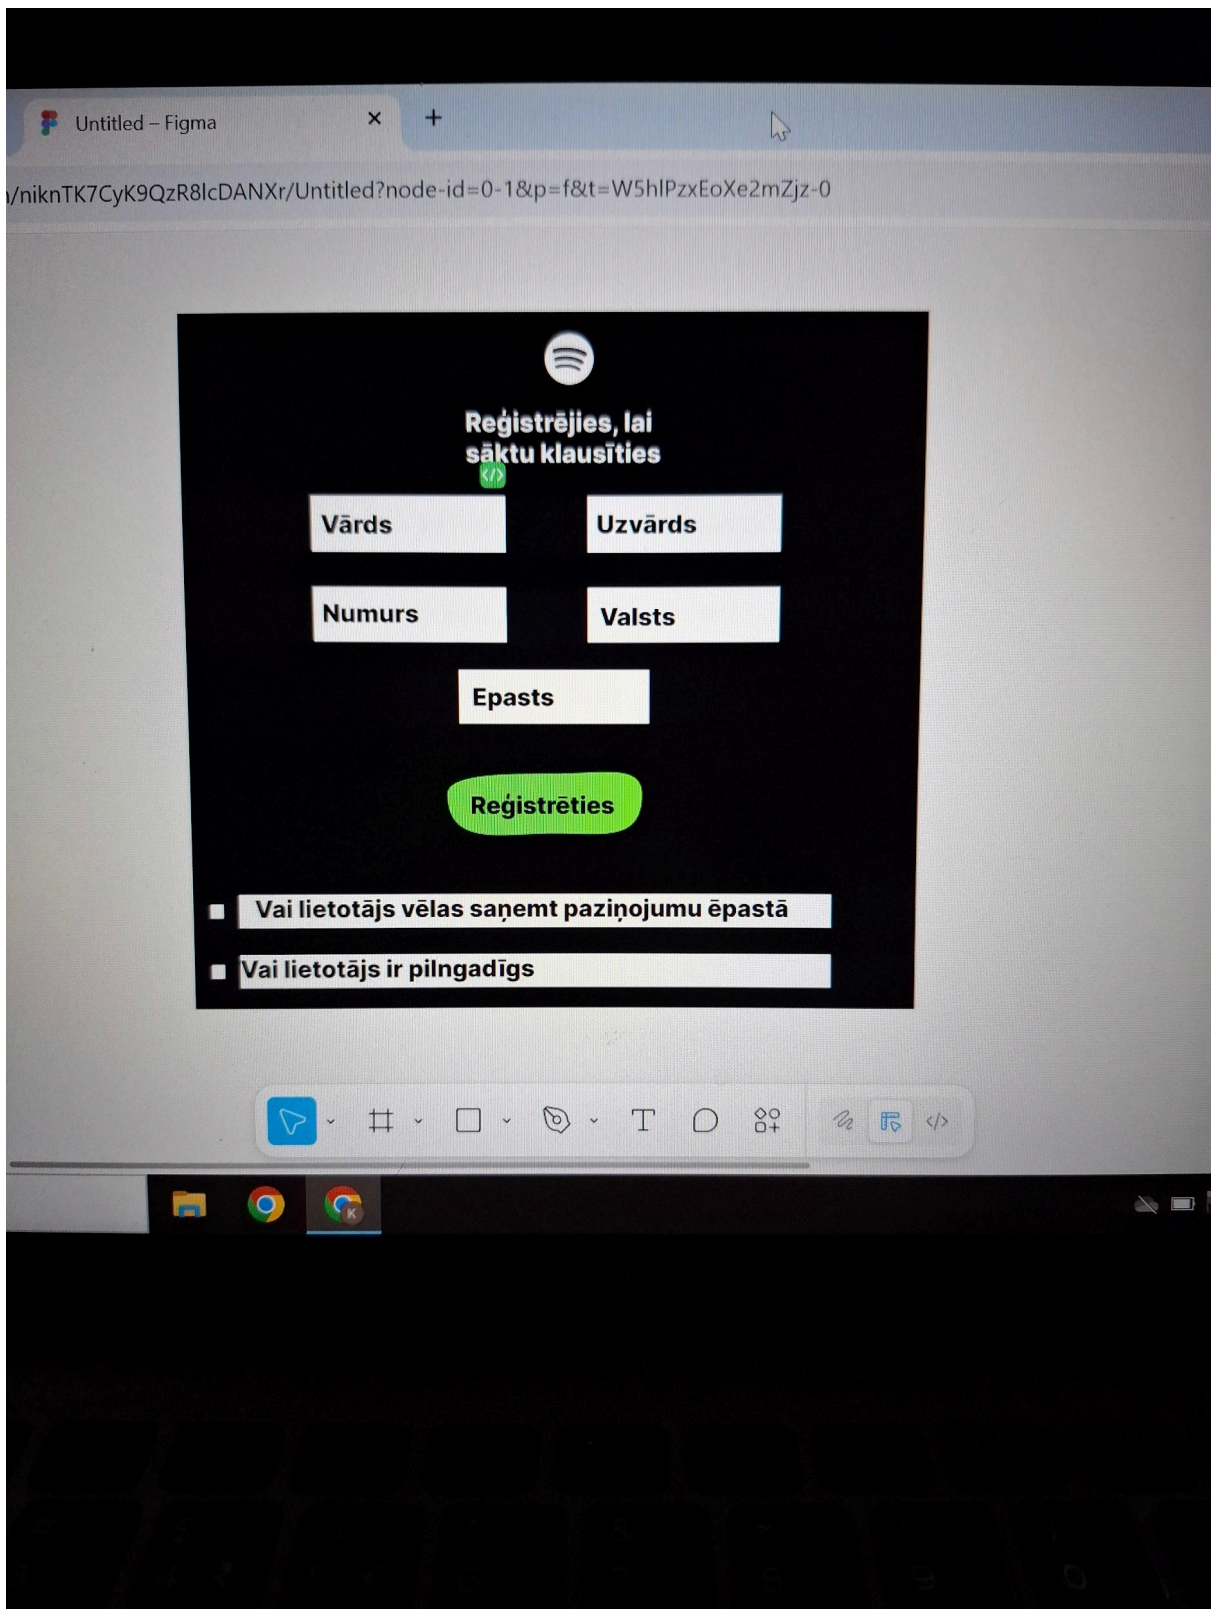 Untitled – Figma
/niknTK7CyK9QzR8lcDANXr/Untitled?node-id=0-1&p=f&t=W5hlPzxEoXe2mZjz-0
Reģistrējies, lai
sāktu klausīties
</>
Vārds
Uzvārds
Numurs
Valsts
Epasts
Reģistrēties
Vai lietotājs vēlas saņemt paziņojumu ēpastā
Vai lietotājs ir pilngadīgs
T
</>
K